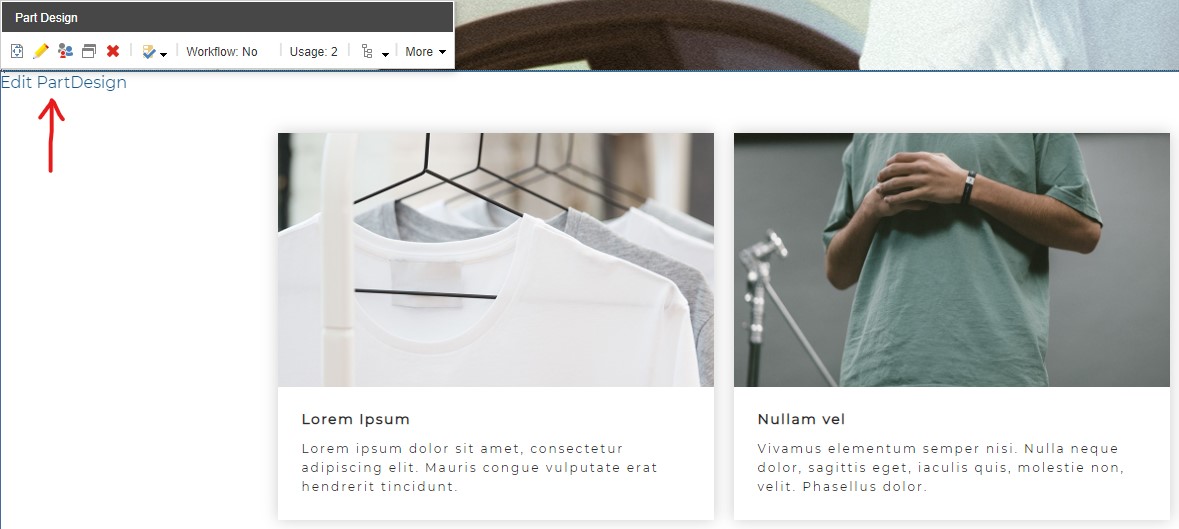 Part Design
Workflow: No Usage: 2 More
Edit PartDesign
Lorem Ipsum
Lorem ipsum dolor sit amet, consectetur
adipiscing elit. Mauris congue vulputate erat
hendrerit tincidunt.
Nullam vel
Vivamus elementum semper nisi. Nulla neque
dolor, sagittis eget, iaculis quis, molestie non,
velit. Phasellus dolor.